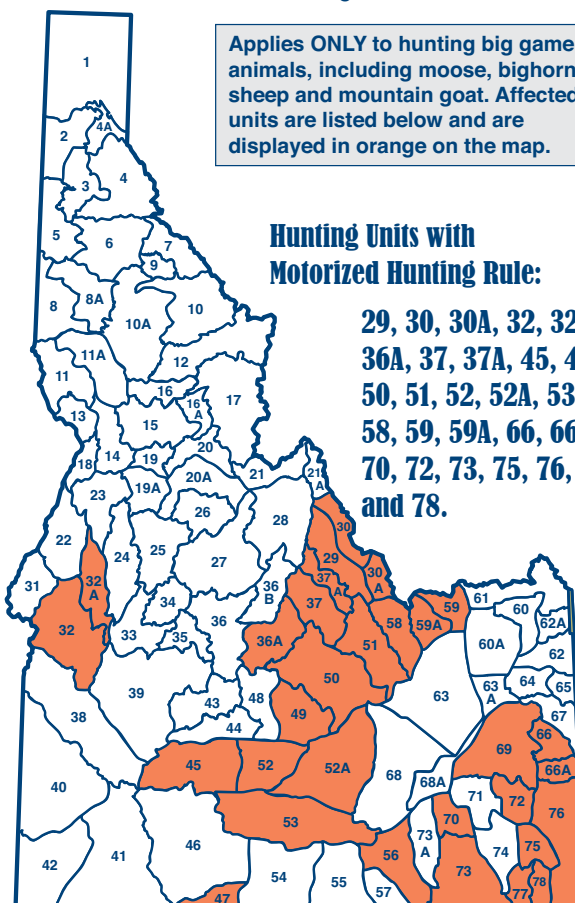 Applies ONLY to hunting big game
animals, including moose, bighorn
sheep and mountain goat. Affected
units are listed below and are
displayed in orange on the map.
Hunting Units with
Motorized Hunting Rule:
29, 30, 30A, 32, 32
36A, 37, 37A, 45, 4
50, 51, 52, 52A, 53
58, 59, 59A, 66, 66
70, 72, 73, 75, 76,
and 78.
1
2
4A
3
4
5
6
7
9
8
8A
10A
10
11
11A
12
13
16
16
A
17
15
14
18
19
20
19A
20A
21
21
A
23
26
28
22
24
25
27
31
32
A
32
34
33
35
36
36
B
36A
29
30
30
A
37
A
37
51
58
59
59A
61
60
62A
60A
62
63
A
64
65
67
63
50
48
49
43
44
39
38
45
52
52A
68
68A
69
66
66A
71
72
76
40
53
70
73
A
74
75
42
41
46
56
73
77
78
47
54
55
57